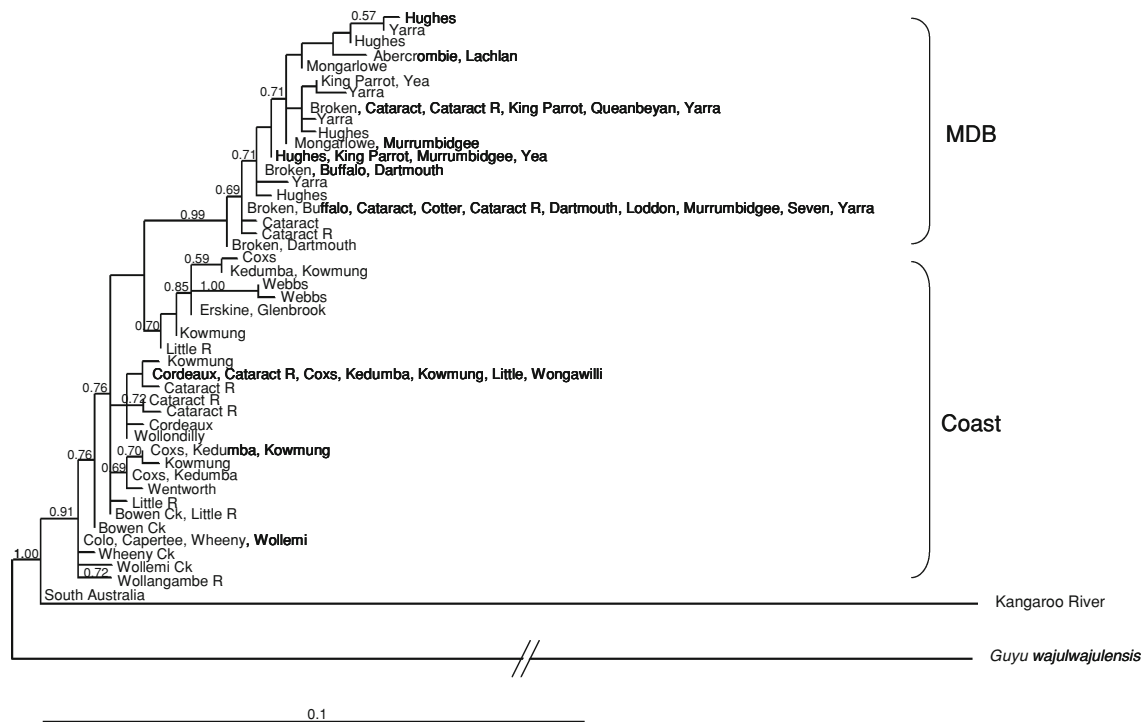 0.57 Hughes
Yarra
Hughes
Abercrombie, Lachlan
Mongarlowe
King Parrot, Yea
0.71 Yarra
Broken, Cataract, Cataract R, King Parrot, Queanbeyan, Yarra
Yarra
Hughes
MDB
Mongarlowe, Murrumbidgee
0.71 Hughes, King Parrot, Murrumbidgee, Yea
Broken, Buffalo, Dartmouth
Yarra
0.69 Hughes
Broken, Buffalo, Cataract, Cotter, Cataract R, Dartmouth, Loddon, Murrumbidgee, Seven, Yarra
0.99 Cataract
Cataract R
Broken, Dartmouth
0.59 Coxs
Kedumba, Kowmung
0.85 1.00 Webbs
Webbs
Erskine, Glenbrook
0.70 Kowmung
Little R
Kowmung
Cordeaux, Cataract R, Coxs, Kedumba, Kowmung, Little, Wongawilli
0.76 Cataract R
0.72 Cataract R
Cataract R
Cordeaux
Coast
Wollondilly
0.76 0.70 Coxs, Kedumba, Kowmung
0.69 Kowmung
Coxs, Kedumba
Wentworth
Little R
0.91 Bowen Ck, Little R
Bowen Ck
Colo, Capertee, Wheeny, Wollemi
1.00 Wheeny Ck
Wollemi Ck
0.72 Wollangambe R
South Australia
Kangaroo River
Guyu wajulwajulensis
0.1